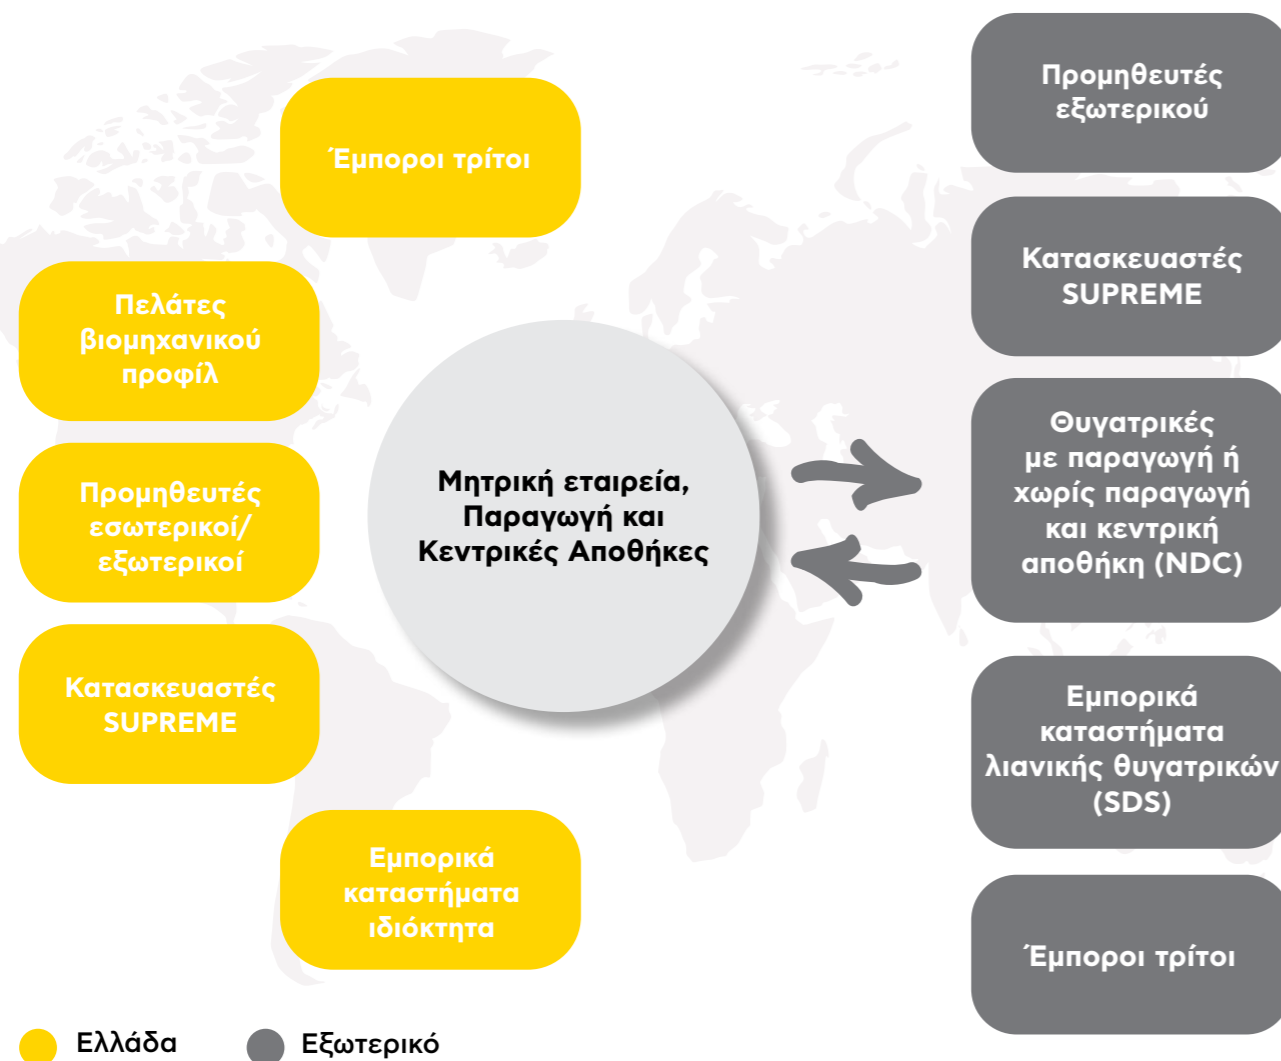 Έμποροι τρίτοι
Πελάτες
βιομηχανικού
προφίλ
Προμηθευτές
εσωτερικοί/
εξωτερικοί
Κατασκευαστές
SUPREME
Εμπορικά
καταστήματα
ιδιόκτητα
Μητρική εταιρεία,
Παραγωγή και
Κεντρικές Αποθήκες
Προμηθευτές
εξωτερικού
Κατασκευαστές
SUPREME
Θυγατρικές
με παραγωγή ή
χωρίς παραγωγή
και κεντρική
αποθήκη (NDC)
Εμπορικά
καταστήματα
λιανικής θυγατρικών
(SDS)
Έμποροι τρίτοι
Ελλάδα
Εξωτερικό